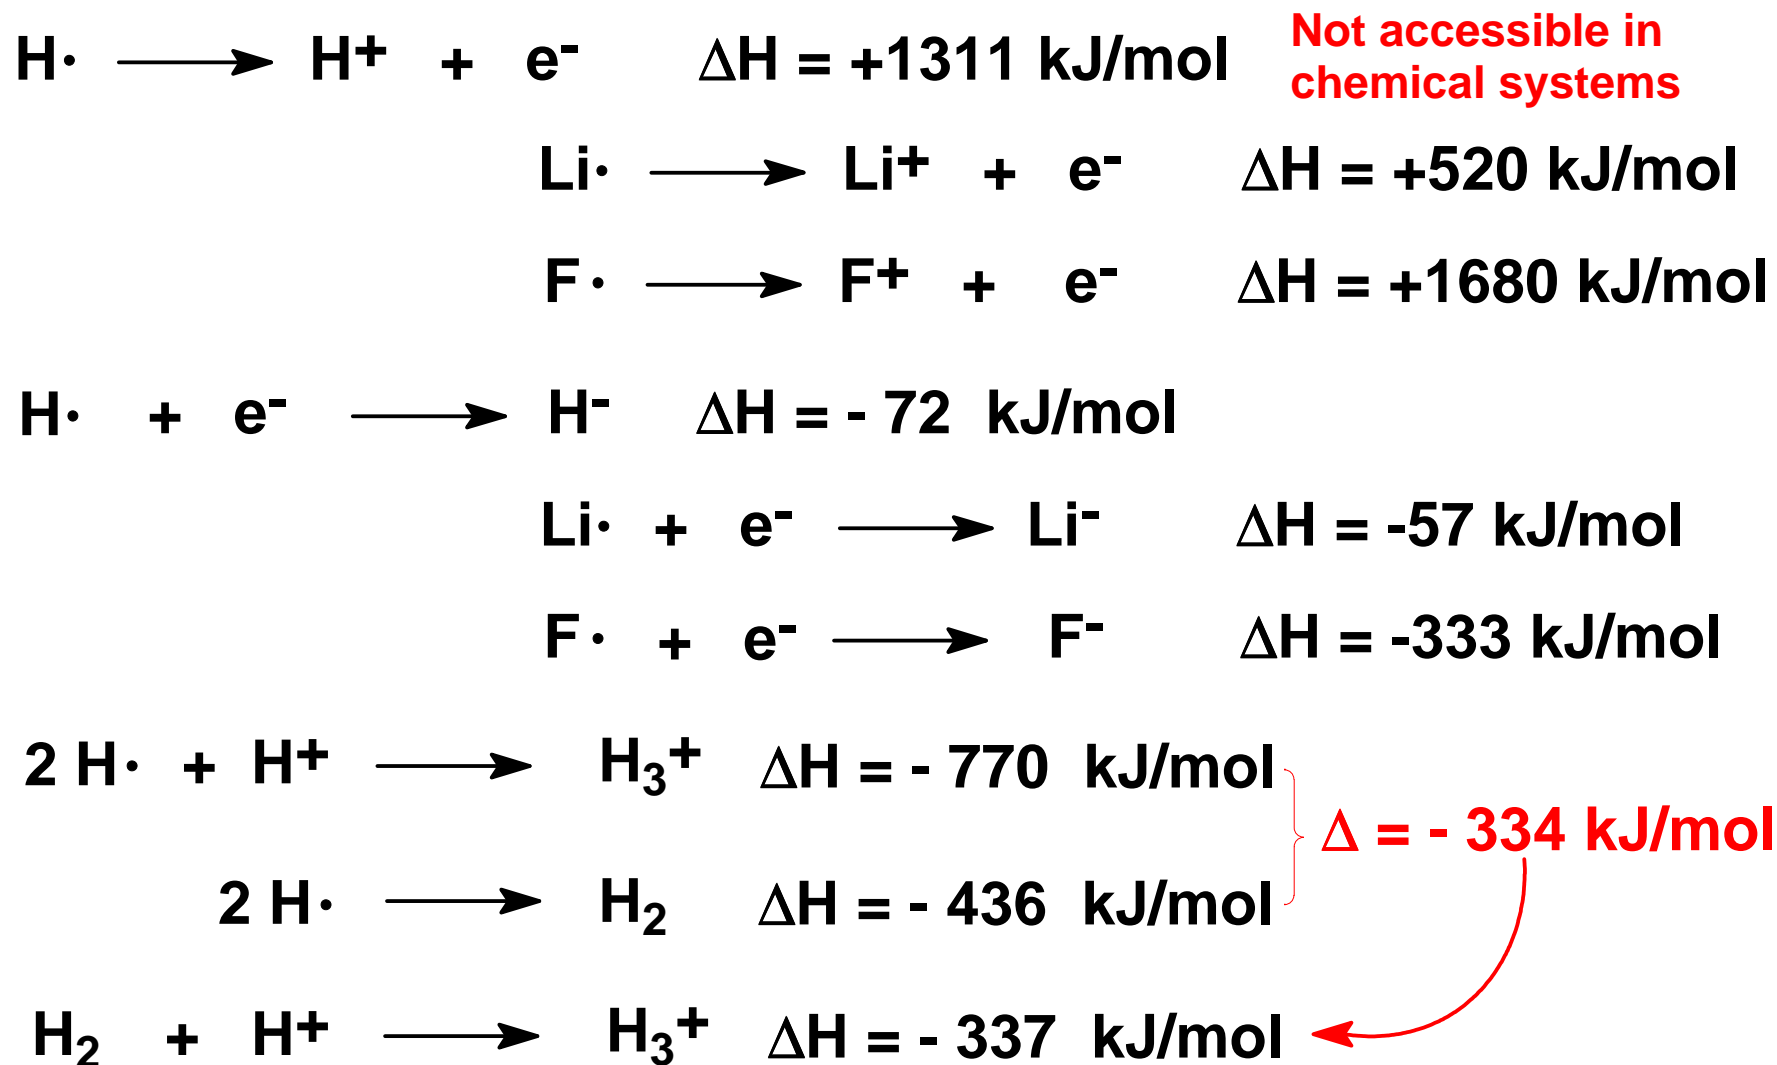 H· ⟶ H⁺ + e⁻ ΔH = +1311 kJ/mol
Not accessible in
chemical systems
Li· ⟶ Li⁺ + e⁻ ΔH = +520 kJ/mol
F· ⟶ F⁺ + e⁻ ΔH = +1680 kJ/mol
H· + e⁻ ⟶ H⁻ ΔH = - 72 kJ/mol
Li· + e⁻ ⟶ Li⁻ ΔH = -57 kJ/mol
F· + e⁻ ⟶ F⁻ ΔH = -333 kJ/mol
2 H· + H⁺ ⟶ H₃⁺ ΔH = - 770 kJ/mol
Δ = - 334 kJ/mol
2 H· ⟶ H₂ ΔH = - 436 kJ/mol
H₂ + H⁺ ⟶ H₃⁺ ΔH = - 337 kJ/mol